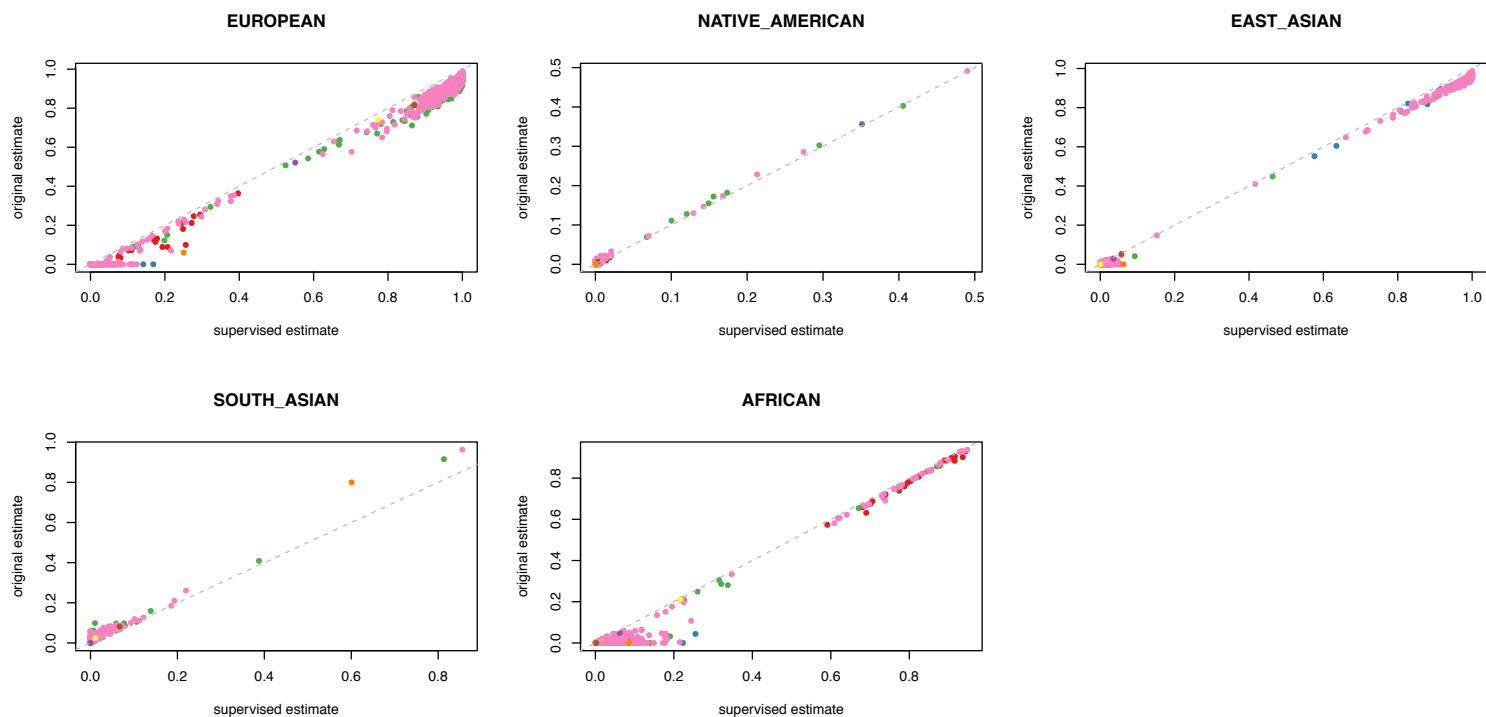 EUROPEAN
original estimate
0.0 0.2 0.4 0.6 0.8 1.0
0.0 0.2 0.4 0.6 0.8 1.0
supervised estimate
NATIVE_AMERICAN
original estimate
0.0 0.1 0.2 0.3 0.4 0.5
0.0 0.1 0.2 0.3 0.4 0.5
supervised estimate
EAST_ASIAN
original estimate
0.0 0.2 0.4 0.6 0.8 1.0
0.0 0.2 0.4 0.6 0.8 1.0
supervised estimate
SOUTH_ASIAN
original estimate
0.0 0.2 0.4 0.6 0.8 1.0
0.0 0.2 0.4 0.6 0.8
supervised estimate
AFRICAN
original estimate
0.0 0.2 0.4 0.6 0.8
0.0 0.2 0.4 0.6 0.8
supervised estimate